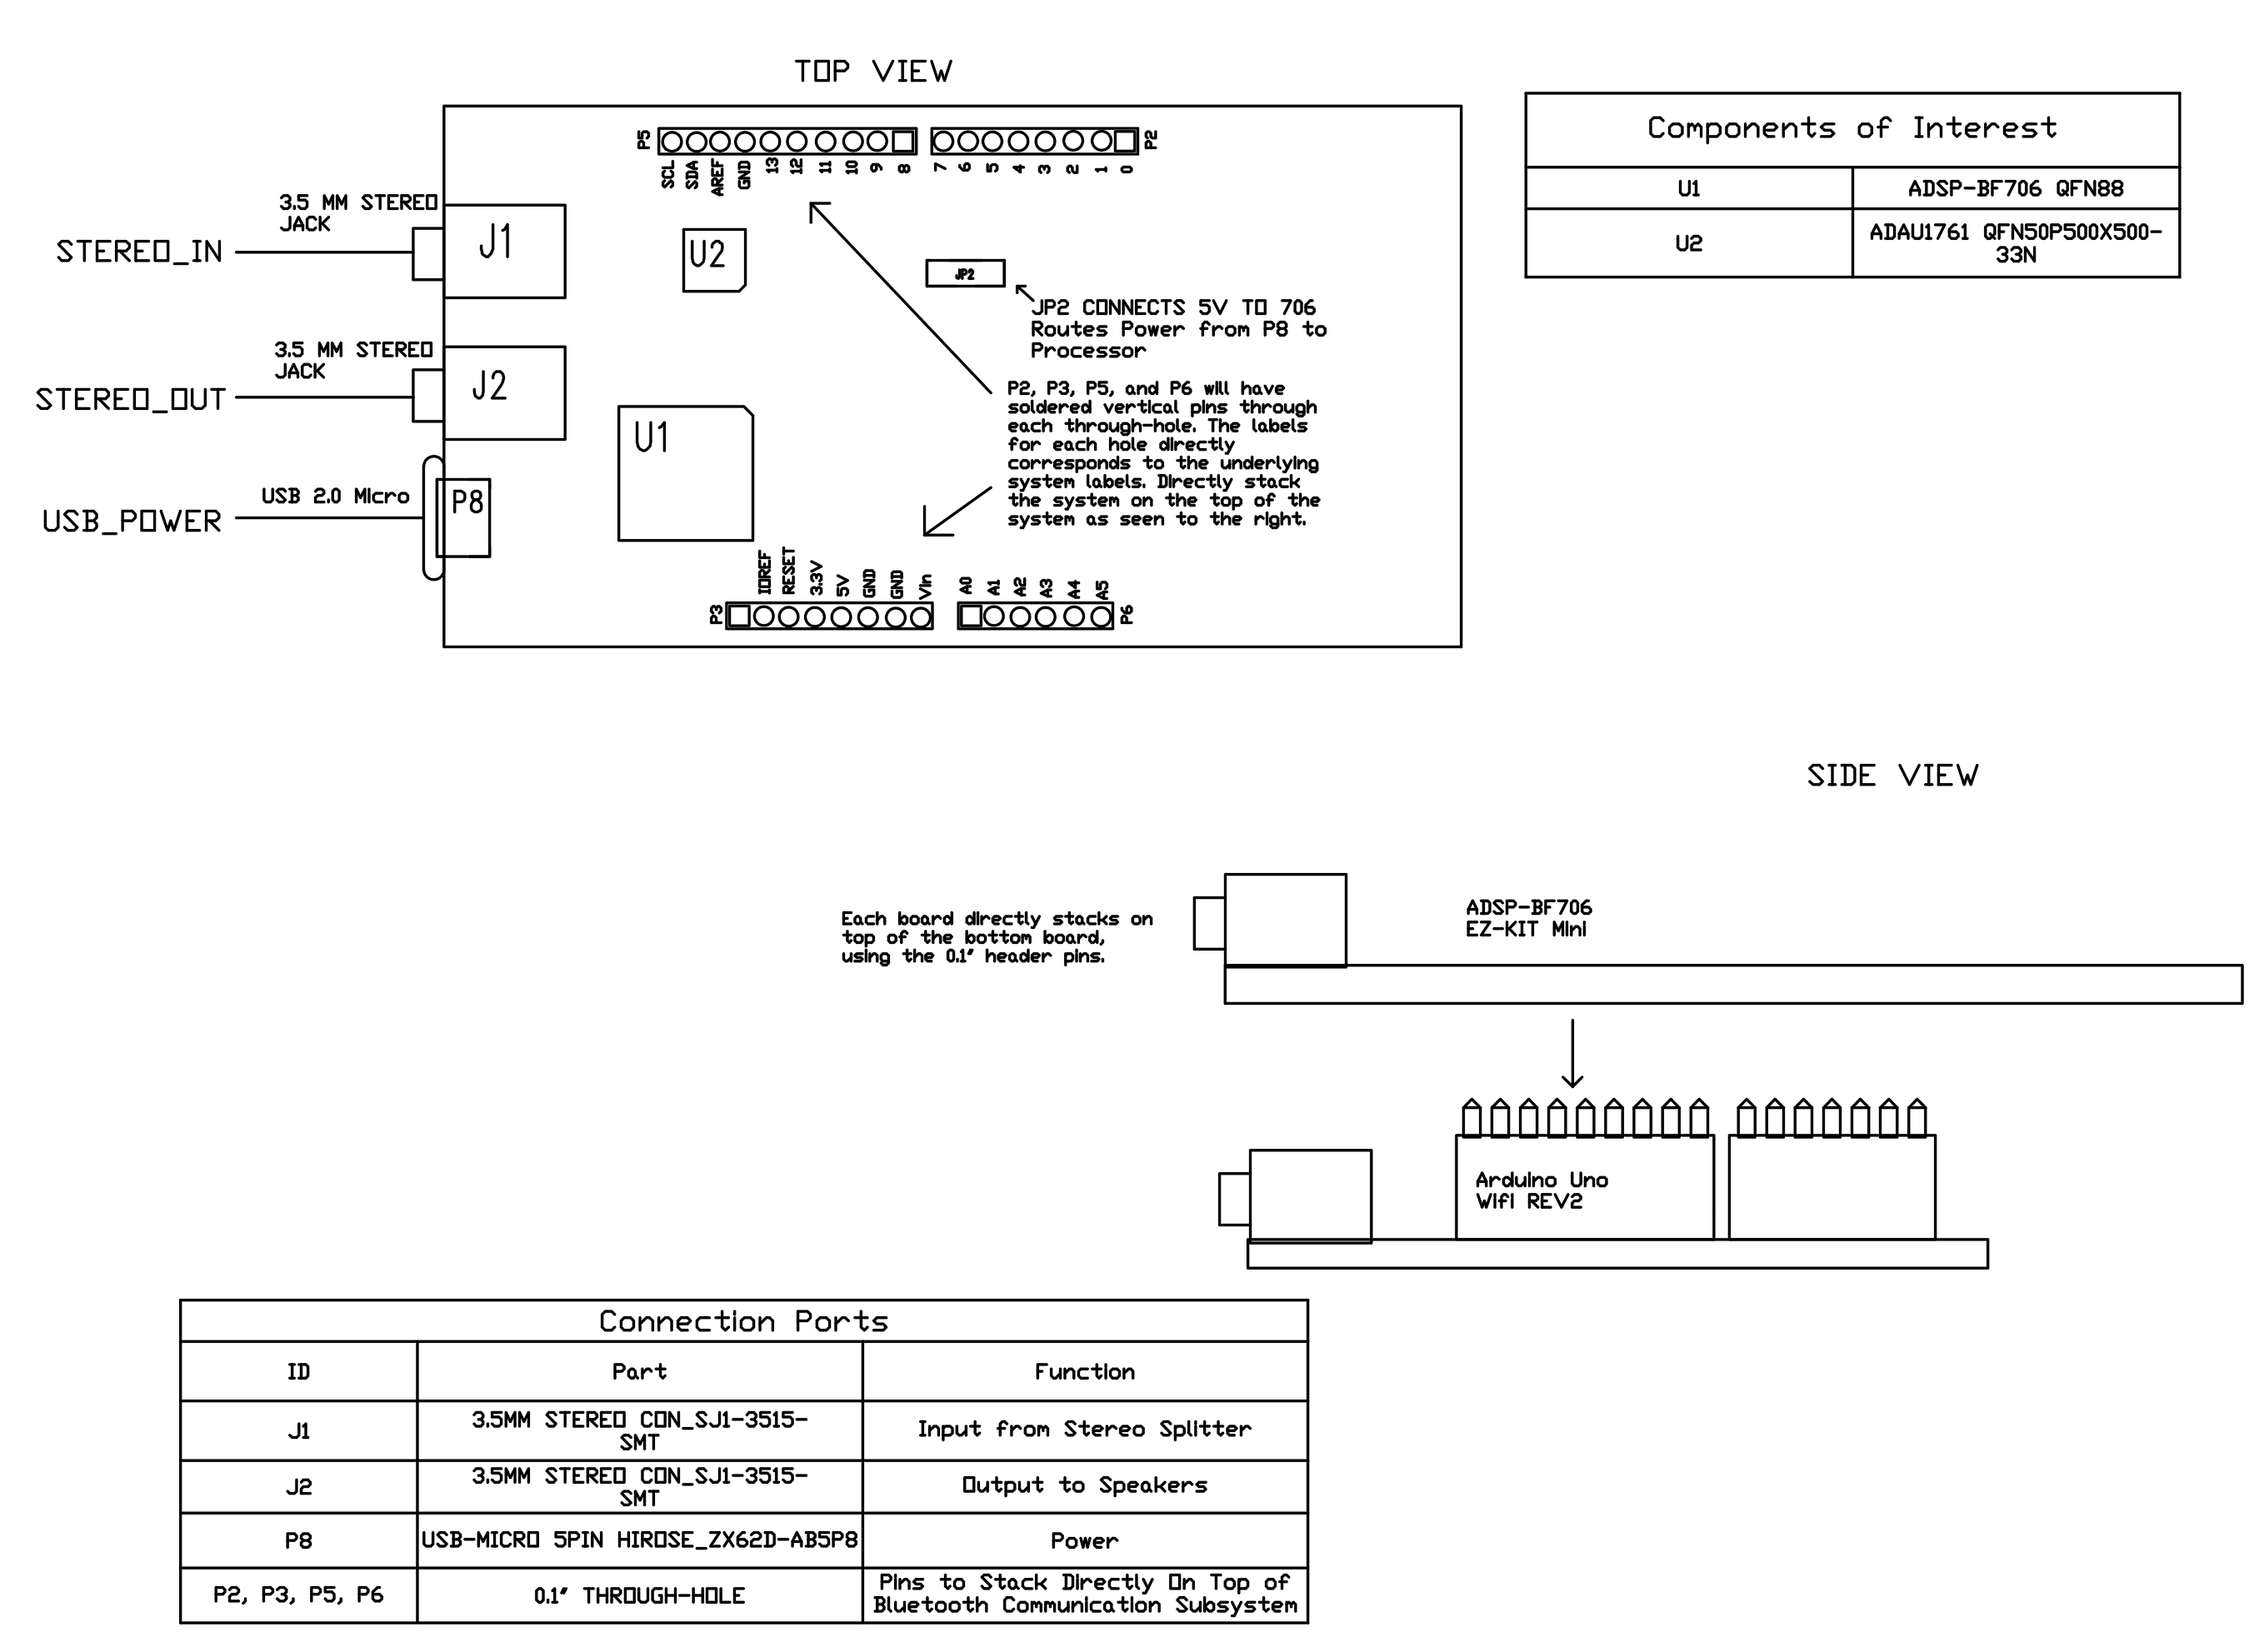 TOP VIEW
P5
SCL
SDA
AREF
GND
13
12
11
10
9
8
7
6
5
4
3
2
1
0
P2
3.5 MM STEREO
JACK
STEREO_IN
J1
U2
JP2
JP2 CONNECTS 5V TO 706
Routes Power from P8 to
Processor
3.5 MM STEREO
JACK
STEREO_OUT
J2
U1
P2, P3, P5, and P6 will have
soldered vertical pins through
each through-hole. The labels
for each hole directly
corresponds to the underlying
system labels. Directly stack
the system on the top of the
system as seen to the right.
USB 2.0 Micro
USB_POWER
P8
P3
IOREF
RESET
3.3V
5V
GND
GND
Vin
A0
A1
A2
A3
A4
A5
P6
Components of Interest
U1
ADSP-BF706 QFN88
U2
ADAU1761 QFN50P500X500-
33N
SIDE VIEW
Each board directly stacks on
top of the bottom board,
using the 0.1" header pins.
ADSP-BF706
EZ-KIT Mini
Arduino Uno
Wifi REV2
Connection Ports
ID
Part
Function
J1
3.5MM STEREO CON_SJ1-3515-
SMT
Input from Stereo Splitter
J2
3.5MM STEREO CON_SJ1-3515-
SMT
Output to Speakers
P8
USB-MICRO 5PIN HIROSE_ZX62D-AB5P8
Power
P2, P3, P5, P6
0.1" THROUGH-HOLE
Pins to Stack Directly On Top of
Bluetooth Communication Subsystem